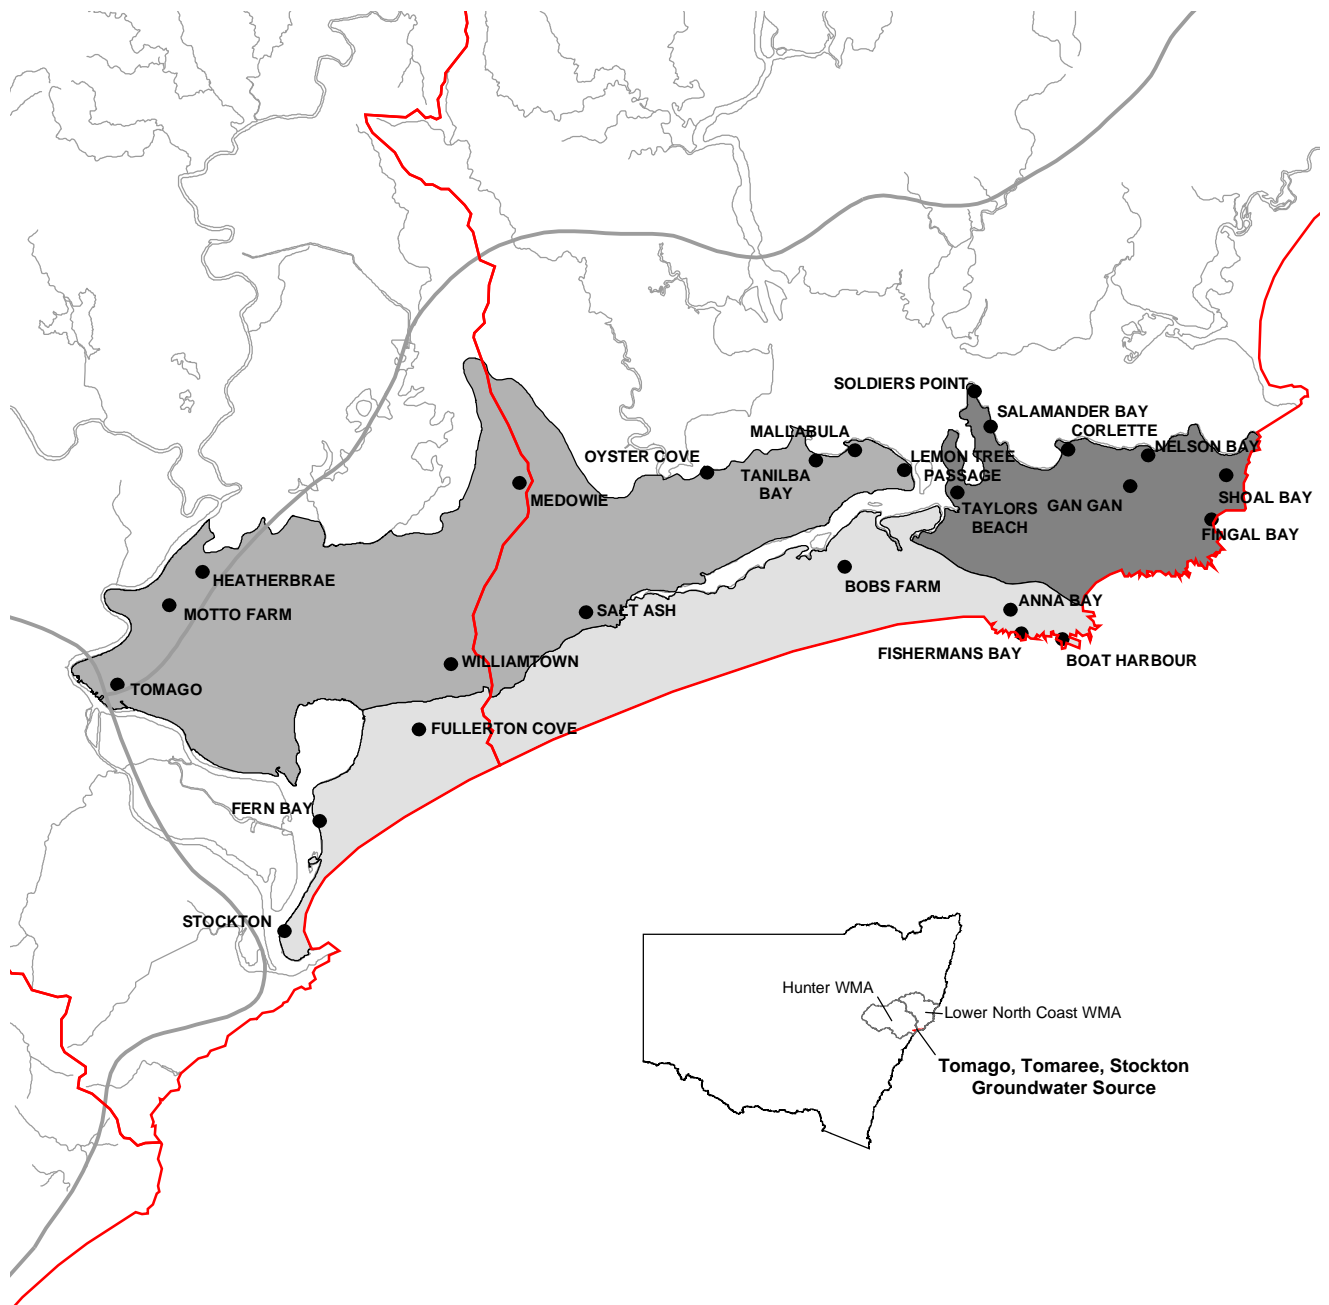 SOLDIERS POINT
SALAMANDER BAY
CORLETTE
MALLABULA
NELSON BAY
OYSTER COVE
LEMON TREE
PASSAGE
TANILBA
BAY
MEDOWIE
GAN GAN
SHOAL BAY
TAYLORS
BEACH
FINGAL BAY
HEATHERBRAE
BOBS FARM
ANNA BAY
MOTTO FARM
SALT ASH
FISHERMANS BAY
BOAT HARBOUR
WILLIAMTOWN
TOMAGO
FULLERTON COVE
FERN BAY
STOCKTON
Hunter WMA
Lower North Coast WMA
Tomago, Tomaree, Stockton
Groundwater Source